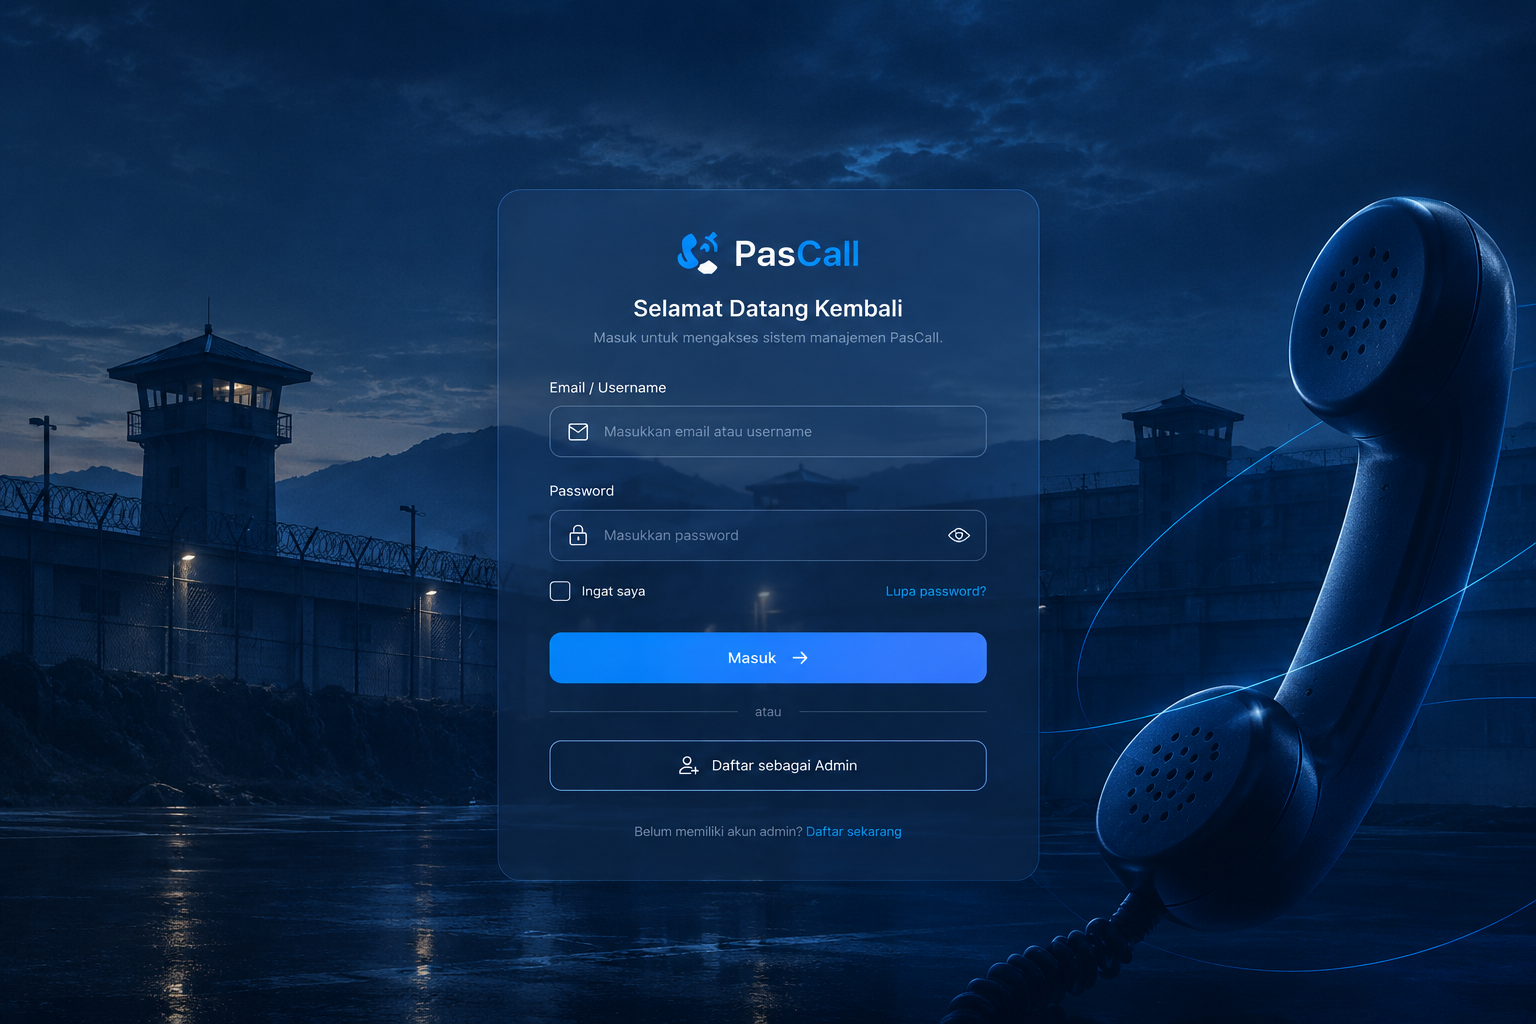 PasCall
Selamat Datang Kembali
Masuk untuk mengakses sistem manajemen PasCall.
Email / Username
Masukkan email atau username
Password
Masukkan password
Ingat saya
Lupa password?
Masuk →
atau
Daftar sebagai Admin
Belum memiliki akun admin? Daftar sekarang